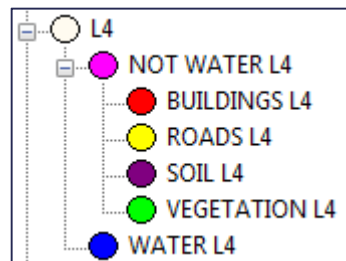 L4
NOT WATER L4
BUILDINGS L4
ROADS L4
SOIL L4
VEGETATION L4
WATER L4